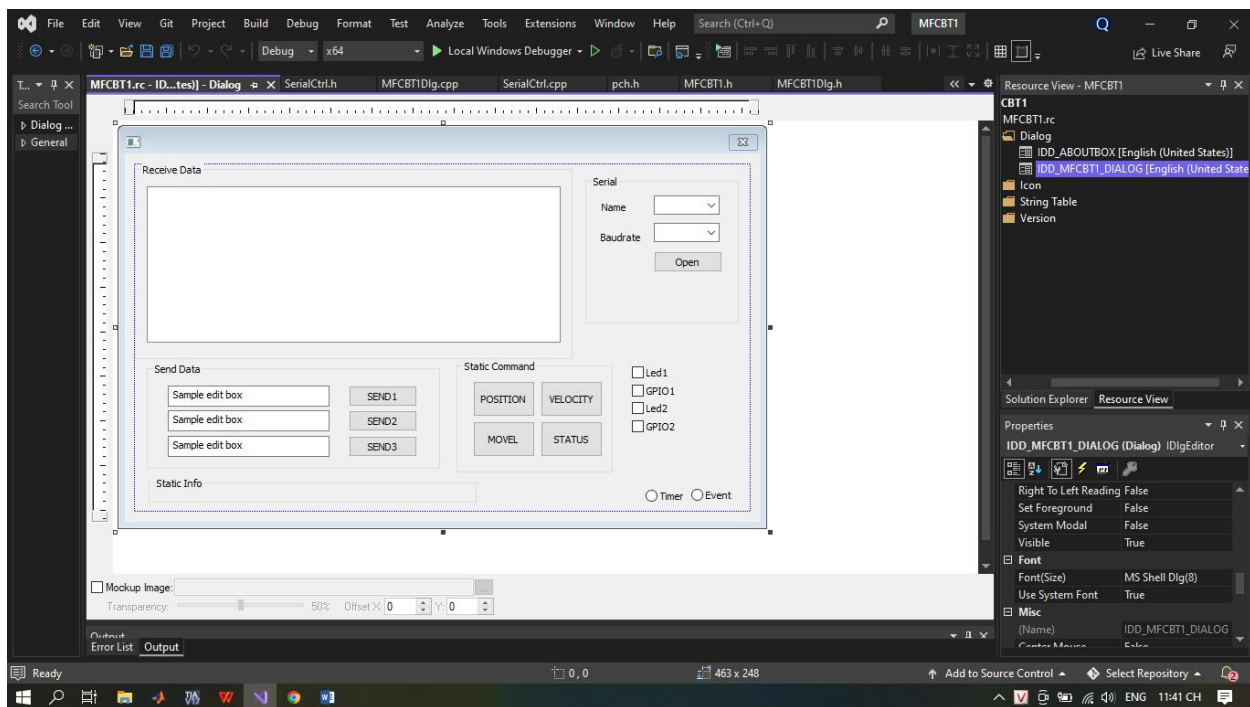 File Edit View Git Project Build Debug Format Test Analyze Tools Extensions Window Help Search (Ctrl+Q) MFCBT1
Debug x64 Local Windows Debugger Live Share
T...
MFCBT1.rc - ID...tes)] - Dialog SerialCtrl.h MFCBT1Dlg.cpp SerialCtrl.cpp pch.h MFCBT1.h MFCBT1Dlg.h
Search Tool
Dialog ...
General
Receive Data
Serial
Name
Baudrate
Open
Send Data
Sample edit box SEND1
Sample edit box SEND2
Sample edit box SEND3
Static Command
POSITION VELOCITY
MOVEL STATUS
Led1
GPIO1
Led2
GPIO2
Static Info
Timer Event
Mockup Image: ...
Transparency: 50% Offset X: 0 Y: 0
Output
Error List Output
Resource View - MFCBT1
CBT1
MFCBT1.rc
Dialog
IDD_ABOUTBOX [English (United States)]
IDD_MFCBT1_DIALOG [English (United State
Icon
String Table
Version
Solution Explorer Resource View
Properties
IDD_MFCBT1_DIALOG (Dialog) IDlgEditor
Right To Left Reading False
Set Foreground False
System Modal False
Visible True
Font
Font(Size) MS Shell Dlg(8)
Use System Font True
Misc
(Name) IDD_MFCBT1_DIALOG
Center Mouse False
Ready 0, 0 463 x 248 Add to Source Control Select Repository 2
ENG 11:41 CH